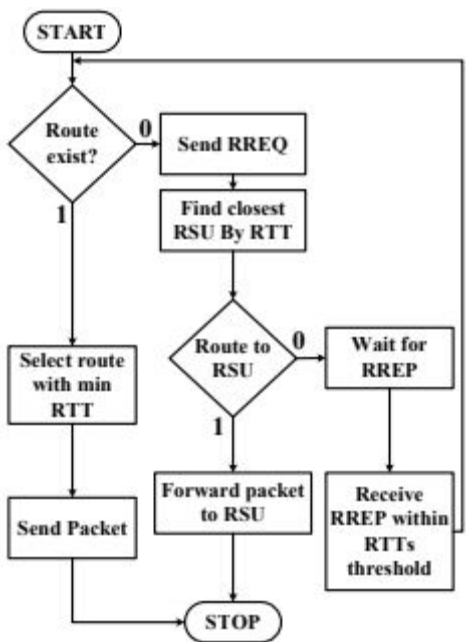 START
Route
exist?
0
1
Send RREQ
Find closest
RSU By RTT
Route to
RSU
0
1
Wait for
RREP
Select route
with min
RTT
Send Packet
Forward packet
to RSU
Receive
RREP within
RTTs
threshold
STOP